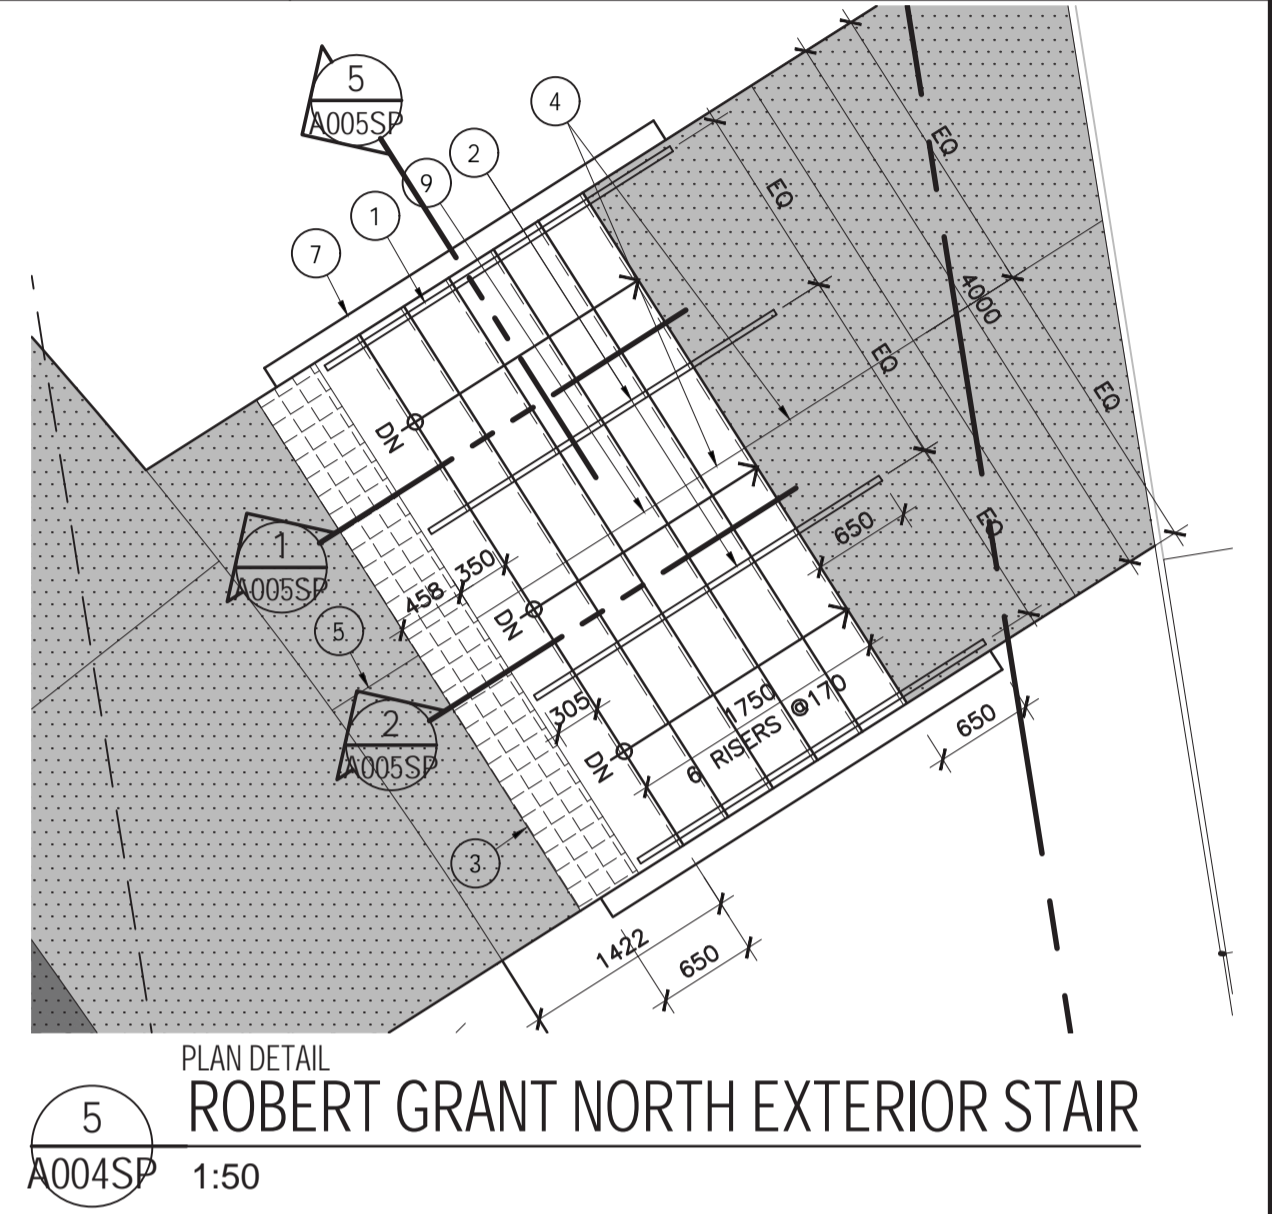 5
A005SP
4
2
9
1
7
EQ
EQ
4000
EQ
EQ
EQ
DN
1
A005SP
458
350
650
5
DN
2
A005SP
305
1750
6 RISERS @170
650
DN
3
1422
650
PLAN DETAIL
5
ROBERT GRANT NORTH EXTERIOR STAIR
A004SP
1:50